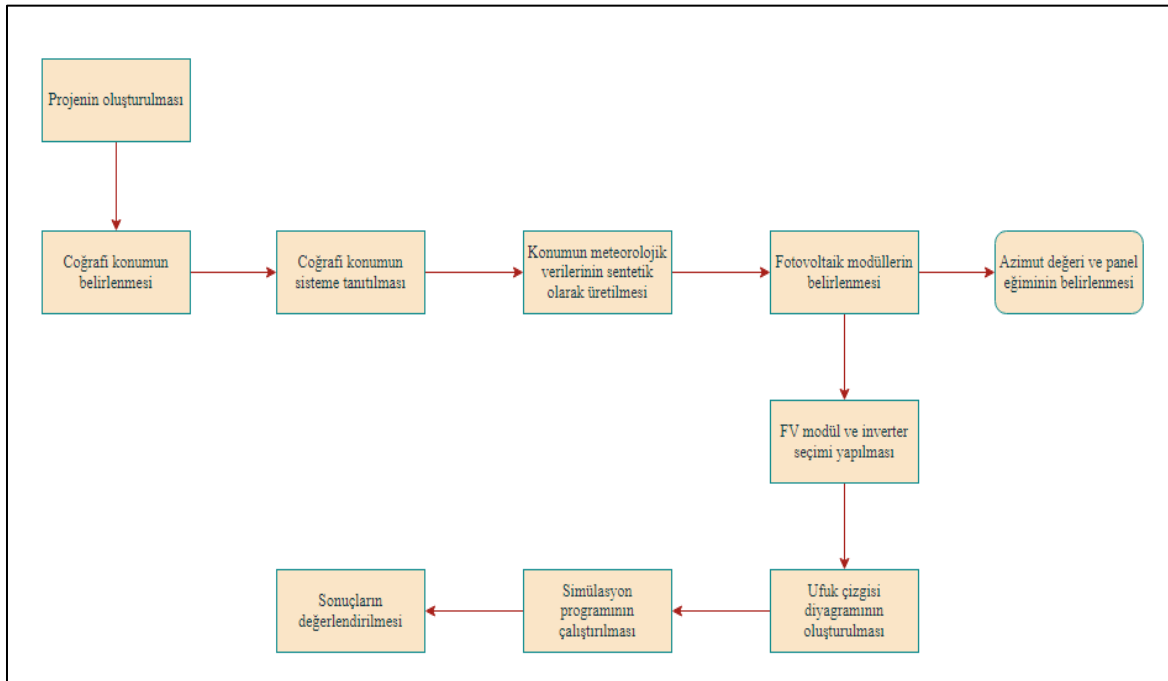 Projenin oluşturulması
Coğrafi konumun
belirlenmesi
Coğrafi konumun
sisteme tanıtılması
Konumun meteorolojik
verilerinin sentetik
olarak üretilmesi
Fotovoltaik modüllerin
belirlenmesi
Azimut değeri ve panel
eğiminin belirlenmesi
FV modül ve inverter
seçimi yapılması
Ufuk çizgisi
diyagramının
oluşturulması
Simülasyon
programının
çalıştırılması
Sonuçların
değerlendirilmesi